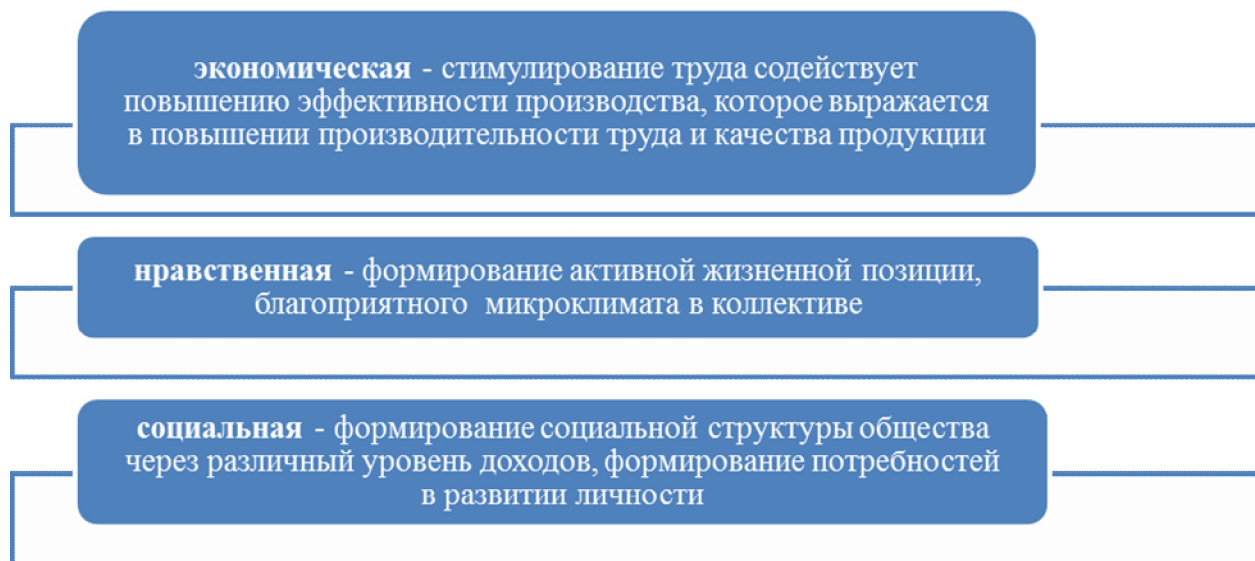 экономическая - стимулирование труда содействует
повышению эффективности производства, которое выражается
в повышении производительности труда и качества продукции
нравственная - формирование активной жизненной позиции,
благоприятного микроклимата в коллективе
социальная - формирование социальной структуры общества
через различный уровень доходов, формирование потребностей
в развитии личности